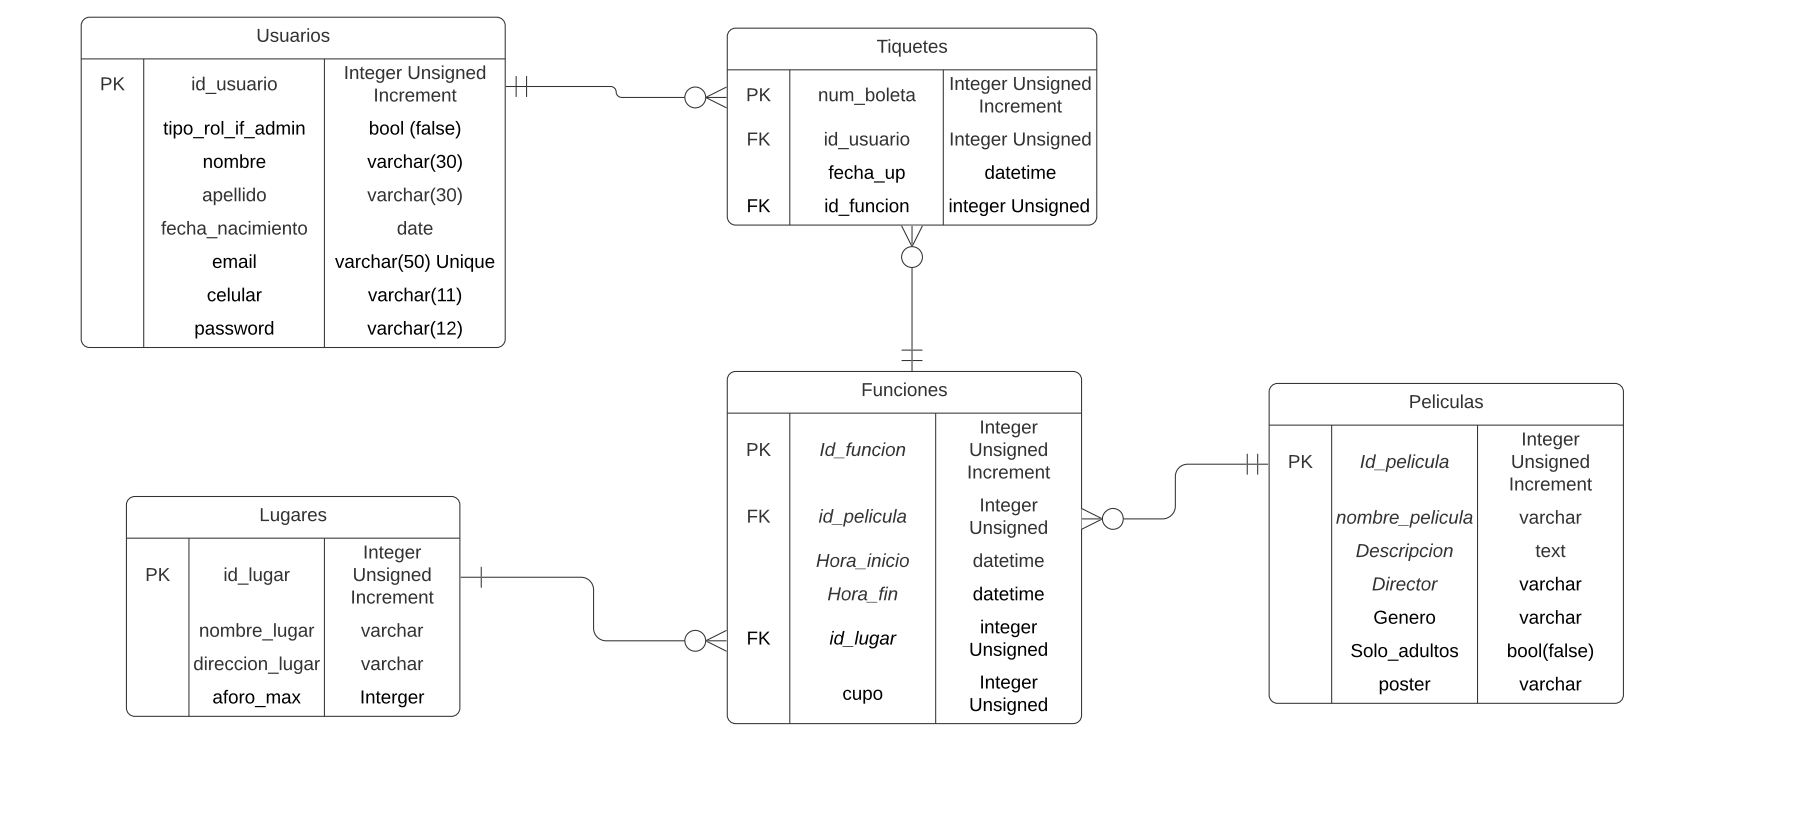 Usuarios
PK
id_usuario
Integer Unsigned
Increment
tipo_rol_if_admin
bool (false)
nombre
varchar(30)
apellido
varchar(30)
fecha_nacimiento
date
email
varchar(50) Unique
celular
varchar(11)
password
varchar(12)
Tiquetes
PK
num_boleta
Integer Unsigned
Increment
FK
id_usuario
Integer Unsigned
fecha_up
datetime
FK
id_funcion
integer Unsigned
Lugares
PK
id_lugar
Integer
Unsigned
Increment
nombre_lugar
varchar
direccion_lugar
varchar
aforo_max
Interger
Funciones
PK
Id_funcion
Integer
Unsigned
Increment
FK
id_pelicula
Integer
Unsigned
Hora_inicio
datetime
Hora_fin
datetime
FK
id_lugar
integer
Unsigned
cupo
Integer
Unsigned
Peliculas
PK
Id_pelicula
Integer
Unsigned
Increment
nombre_pelicula
varchar
Descripcion
text
Director
varchar
Genero
varchar
Solo_adultos
bool(false)
poster
varchar